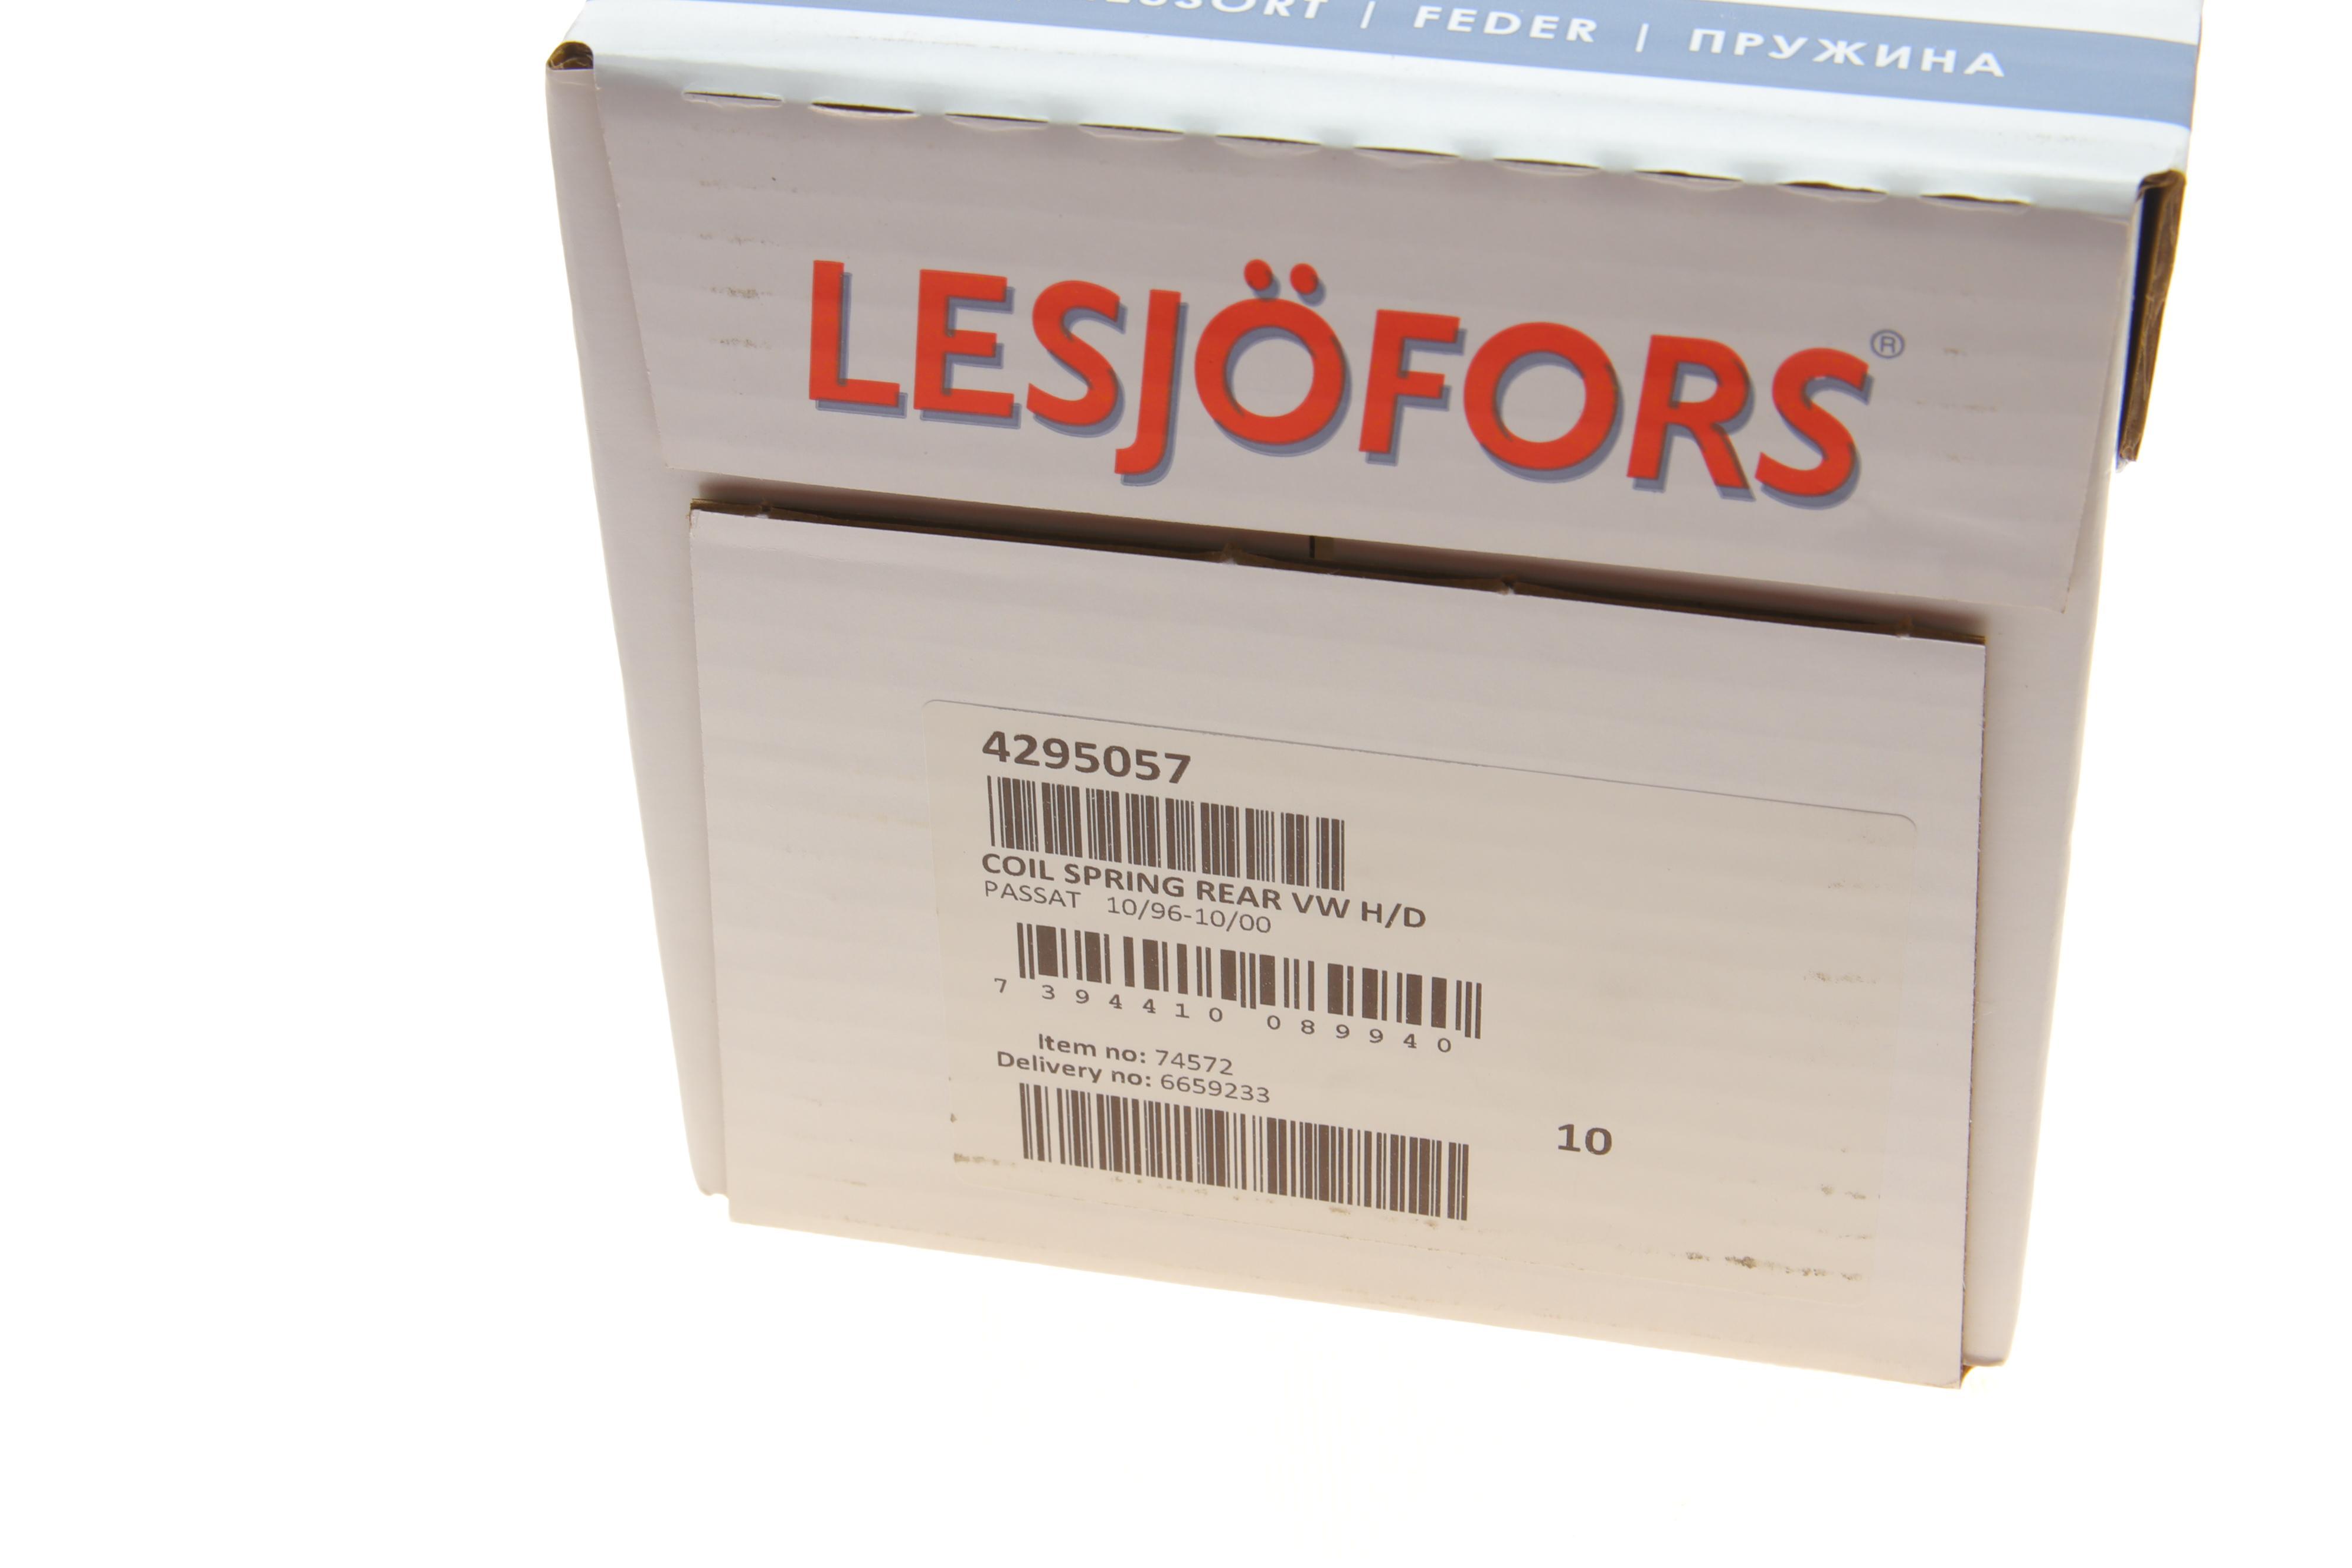 | FEDER | ПРУЖИНА
LESJÖFORS®
4295057
COIL SPRING REAR VW H/D
PASSAT 10/96-10/00
7 394410 089940
Item no: 74572
Delivery no: 6659233
10